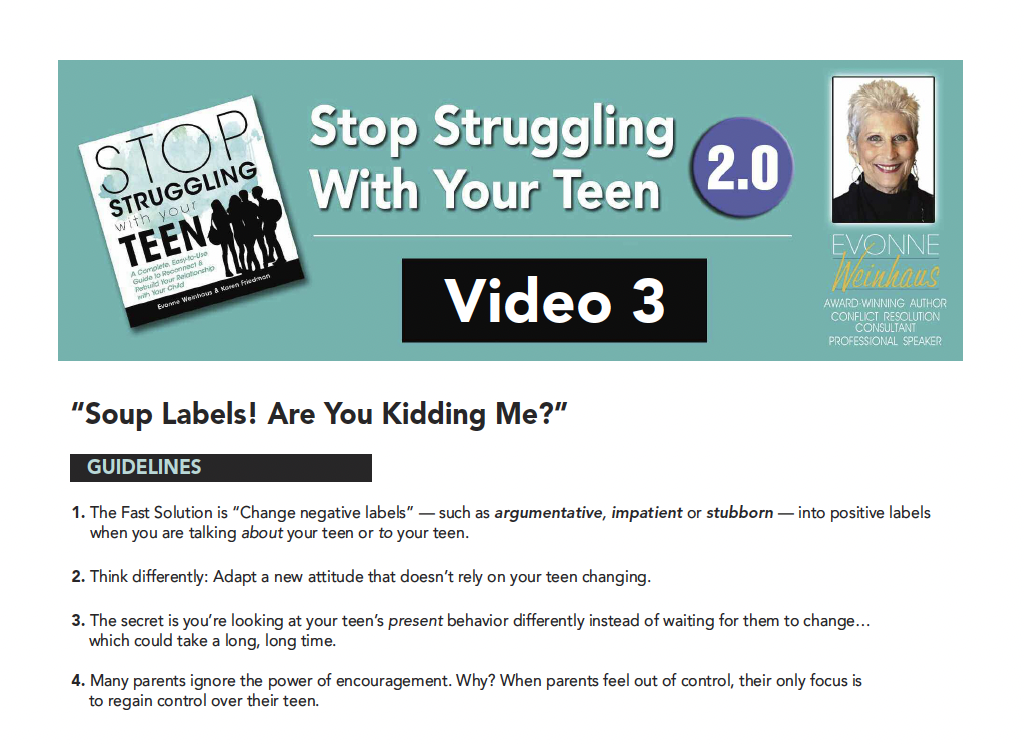 STOP
STRUGGLING
with your
TEEN
A Complete, Easy-to-Use
Guide to Reconnect &
Rebuild Your Relationship
with Your Child
Evonne Weinhaus & Karen Friedman
Stop Struggling
With Your Teen
2.0
Video 3
EVONNE
Weinhaus
AWARD-WINNING AUTHOR
CONFLICT RESOLUTION
CONSULTANT
PROFESSIONAL SPEAKER
“Soup Labels! Are You Kidding Me?”
GUIDELINES
1. The Fast Solution is “Change negative labels” — such as argumentative, impatient or stubborn — into positive labels
when you are talking about your teen or to your teen.
2. Think differently: Adapt a new attitude that doesn’t rely on your teen changing.
3. The secret is you’re looking at your teen’s present behavior differently instead of waiting for them to change…
which could take a long, long time.
4. Many parents ignore the power of encouragement. Why? When parents feel out of control, their only focus is
to regain control over their teen.